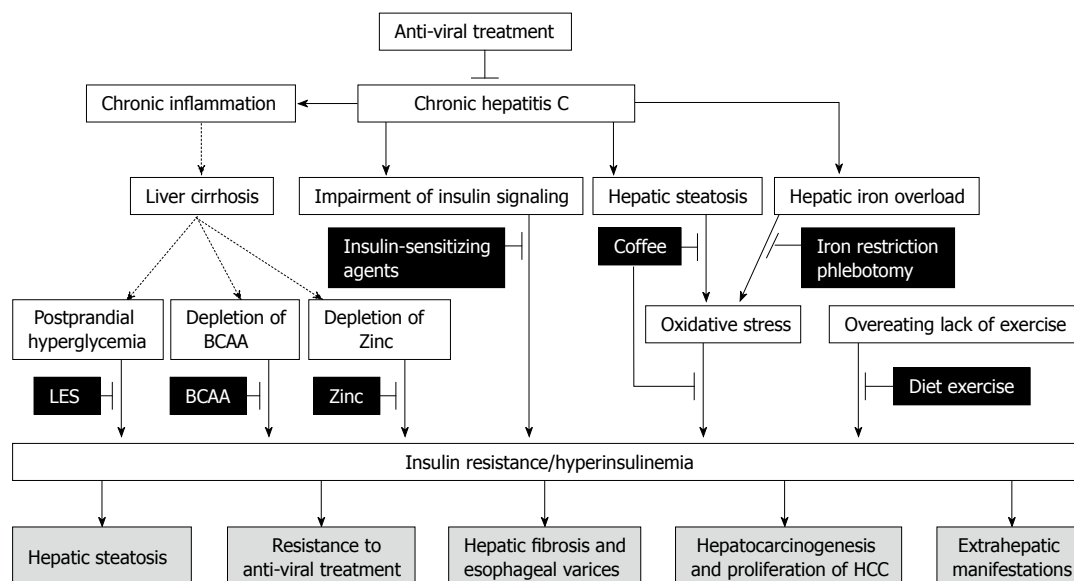 Anti-viral treatment
Chronic inflammation
Chronic hepatitis C
Liver cirrhosis
Impairment of insulin signaling
Hepatic steatosis
Hepatic iron overload
Insulin-sensitizing
agents
Coffee
Iron restriction
phlebotomy
Postprandial
hyperglycemia
Depletion of
BCAA
Depletion of
Zinc
Oxidative stress
Overeating lack of exercise
LES
BCAA
Zinc
Diet exercise
Insulin resistance/hyperinsulinemia
Hepatic steatosis
Resistance to
anti-viral treatment
Hepatic fibrosis and
esophageal varices
Hepatocarcinogenesis
and proliferation of HCC
Extrahepatic
manifestations